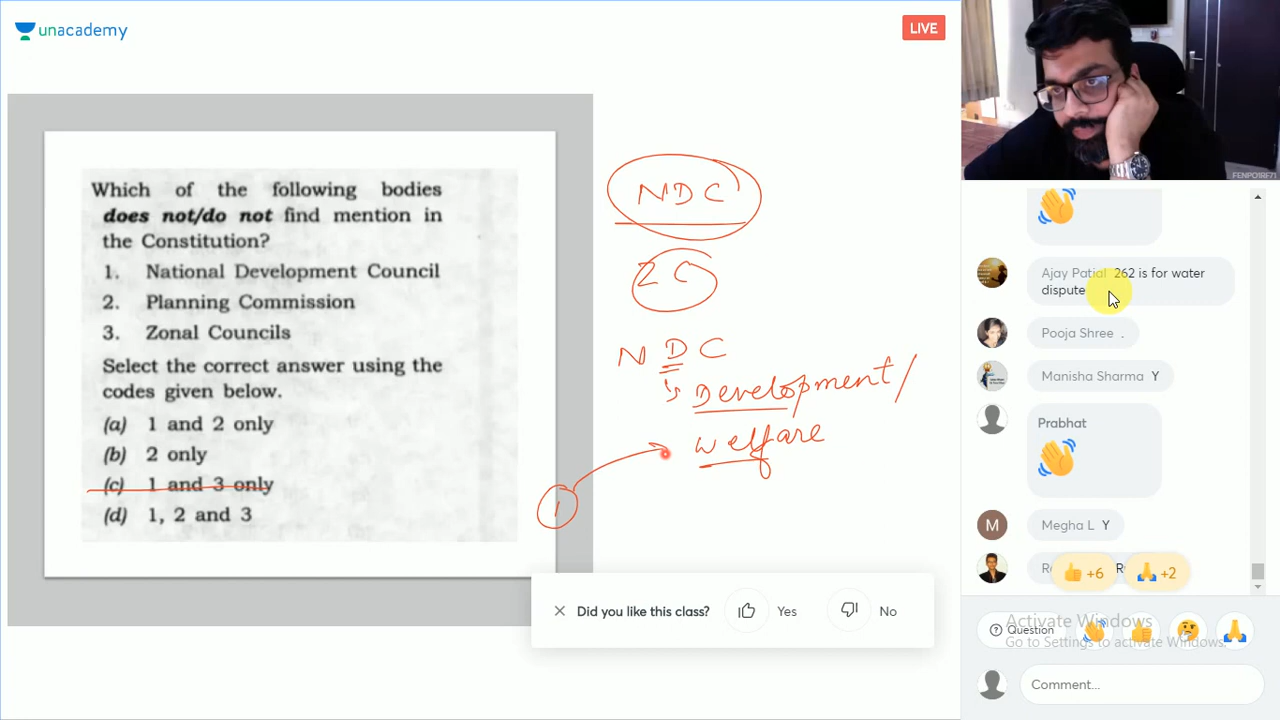 unacademy
LIVE
Which of the following bodies
does not/do not find mention in
the Constitution?
1. National Development Council
2. Planning Commission
3. Zonal Councils
Select the correct answer using the
codes given below.
(a) 1 and 2 only
(b) 2 only
(c) 1 and 3 only
(d) 1, 2 and 3
NDC
ZC
NDC
Development/
welfare
1
Did you like this class?
Yes
No
FENPO1RE71
Ajay Patial 262 is for water
dispute
Pooja Shree .
Manisha Sharma Y
Prabhat
M
Megha L Y
+6
+2
Activate Windows
Question
Go to Settings to activate Windows.
Comment...